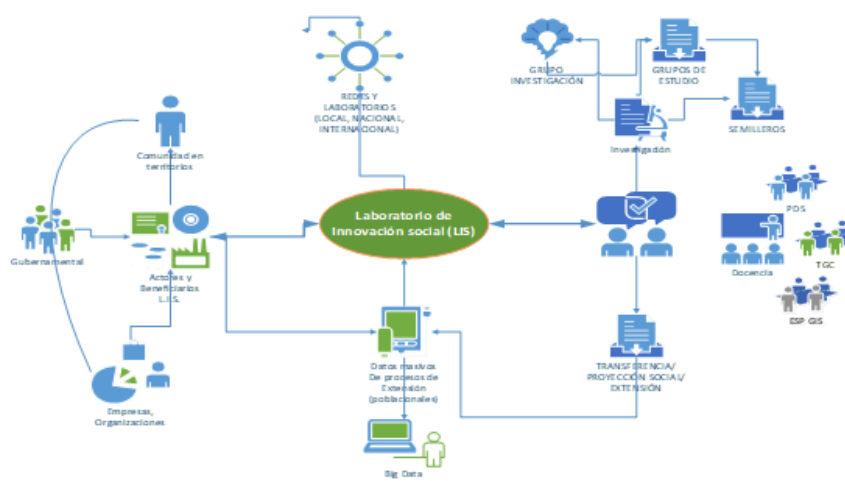 GRUPO
INVESTIGACIÓN
GRUPOS DE
ESTUDIO
REDES Y
LABORATORIOS
(LOCAL, NACIONAL,
INTERNACIONAL)
SEMILLEROS
Investigación
Comunidad en
territorios
PDS
Laboratorio de
Innovación social (LIS)
Gubernamental
Actores y
Beneficiarios
L.I.S.
Docencia
TGC
ESP GIS
Datos masivos
De procesos de
Extensión
(poblacionales)
TRANSFERENCIA/
PROYECCIÓN SOCIAL/
EXTENSIÓN
Empresas,
Organizaciones
Big Data